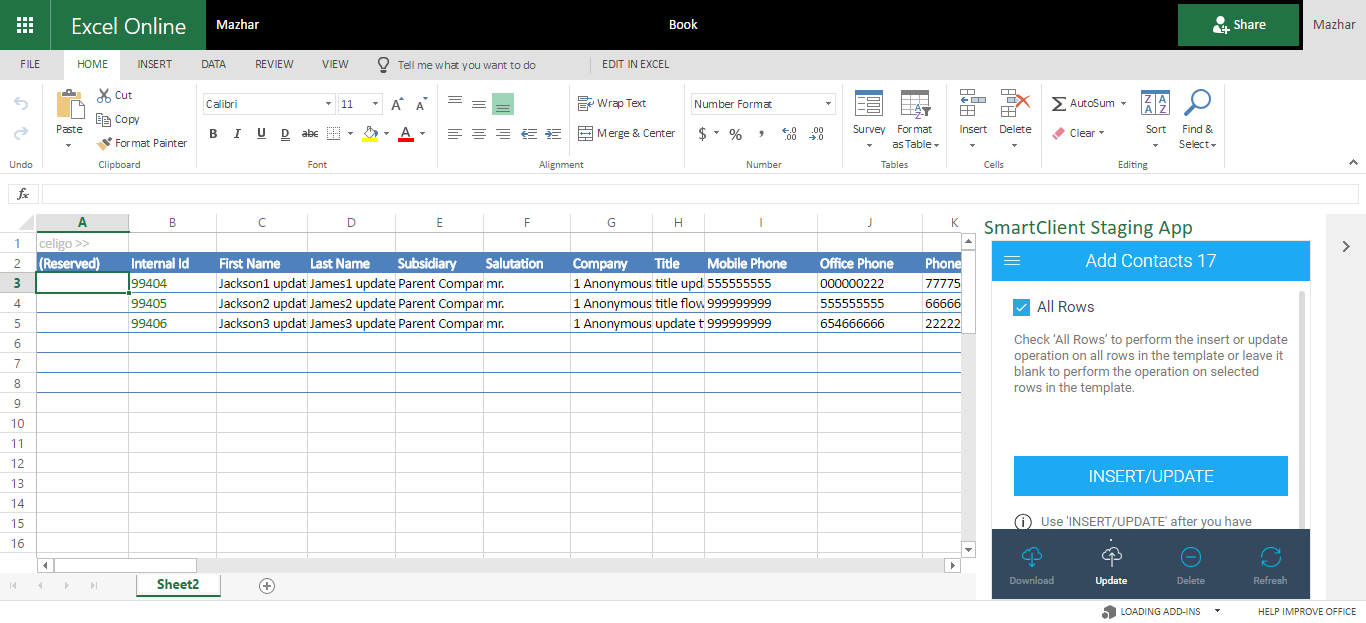 Excel Online Mazhar Book Share Mazhar
FILE HOME INSERT DATA REVIEW VIEW Tell me what you want to do EDIT IN EXCEL
Cut
Copy
Paste
Format Painter
Undo Clipboard
Calibri 11 A A
B I U D abc A
Font
Wrap Text
Merge & Center
Alignment
Number Format
$ % , .00 .00
Number
Survey Format as Table
Tables
Insert Delete
Cells
AutoSum
Clear
Sort Find & Select
Editing
fx
A B C D E F G H I J K
1 celigo >>
2 (Reserved) Internal Id First Name Last Name Subsidiary Salutation Company Title Mobile Phone Office Phone Phone
3 99404 Jackson1 updat James1 update Parent Compar mr. 1 Anonymous title upd 555555555 000000222 77775
4 99405 Jackson2 updat James2 update Parent Compar mr. 1 Anonymous title flow 999999999 555555555 66666
5 99406 Jackson3 updat James3 update Parent Compar mr. 1 Anonymous update t 999999999 654666666 22222
6
7
8
9
10
11
12
13
14
15
16
Sheet2
SmartClient Staging App
Add Contacts 17
All Rows
Check 'All Rows' to perform the insert or update
operation on all rows in the template or leave it
blank to perform the operation on selected
rows in the template.
INSERT/UPDATE
Use 'INSERT/UPDATE' after you have
Download Update Delete Refresh
LOADING ADD-INS HELP IMPROVE OFFICE